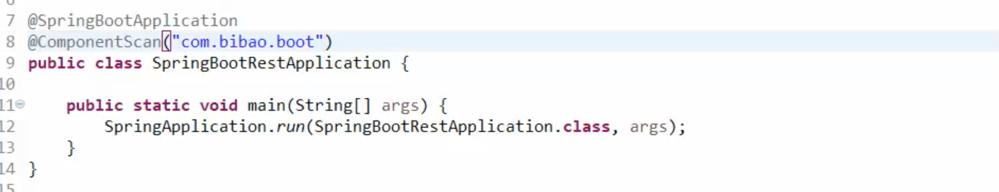 7 @SpringBootApplication
8 @ComponentScan("com.bibao.boot")
9 public class SpringBootRestApplication {
10
11 public static void main(String[] args) {
12 SpringApplication.run(SpringBootRestApplication.class, args);
13 }
14 }
15